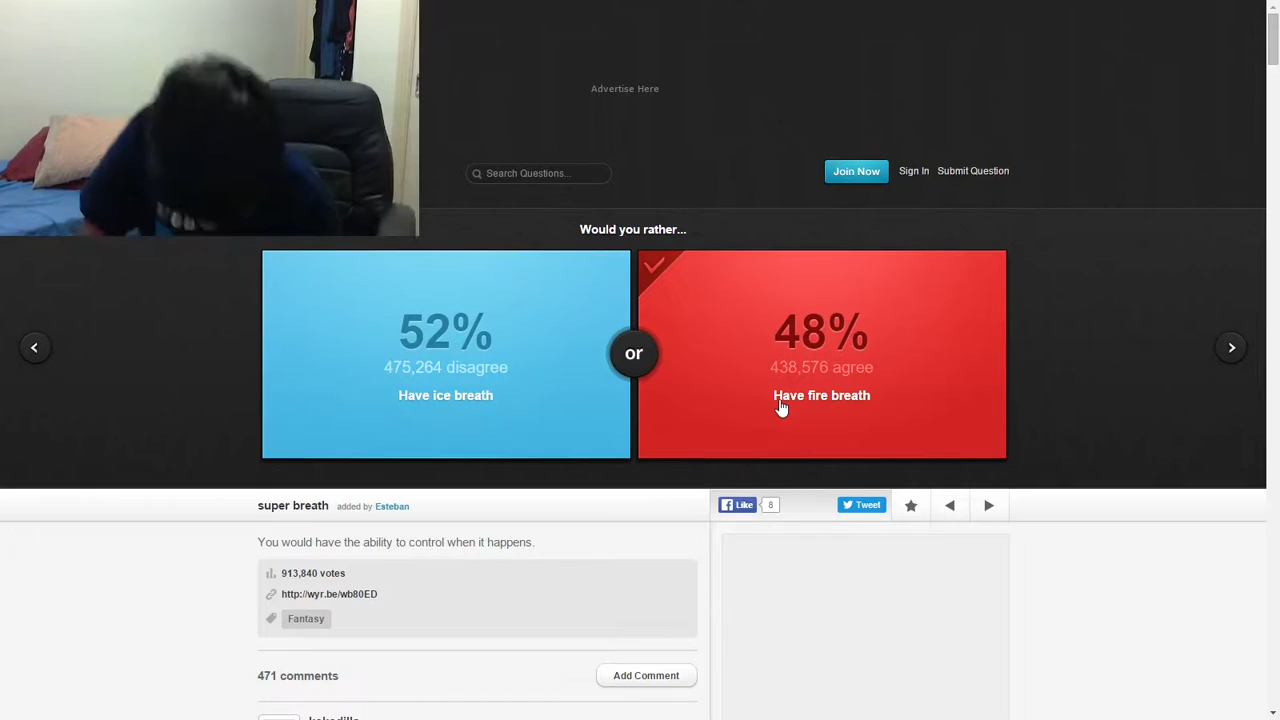 Advertise Here
Search Questions...
Join Now
Sign In
Submit Question
Would you rather...
52%
475,264 disagree
Have ice breath
or
48%
438,576 agree
Have fire breath
super breath added by Esteban
Like 8
Tweet
You would have the ability to control when it happens.
913,840 votes
http://wyr.be/wb80ED
Fantasy
471 comments
Add Comment